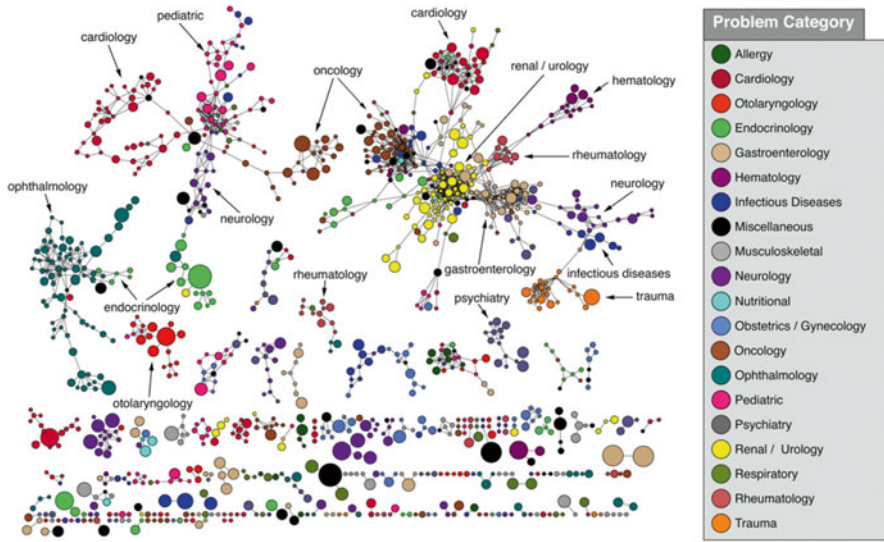 pediatric
cardiology
cardiology
oncology
renal / urology
hematology
rheumatology
ophthalmology
neurology
neurology
gastroenterology
infectious diseases
rheumatology
endocrinology
psychiatry
trauma
otolaryngology
Problem Category
Allergy
Cardiology
Otolaryngology
Endocrinology
Gastroenterology
Hematology
Infectious Diseases
Miscellaneous
Musculoskeletal
Neurology
Nutritional
Obstetrics / Gynecology
Oncology
Ophthalmology
Pediatric
Psychiatry
Renal / Urology
Respiratory
Rheumatology
Trauma